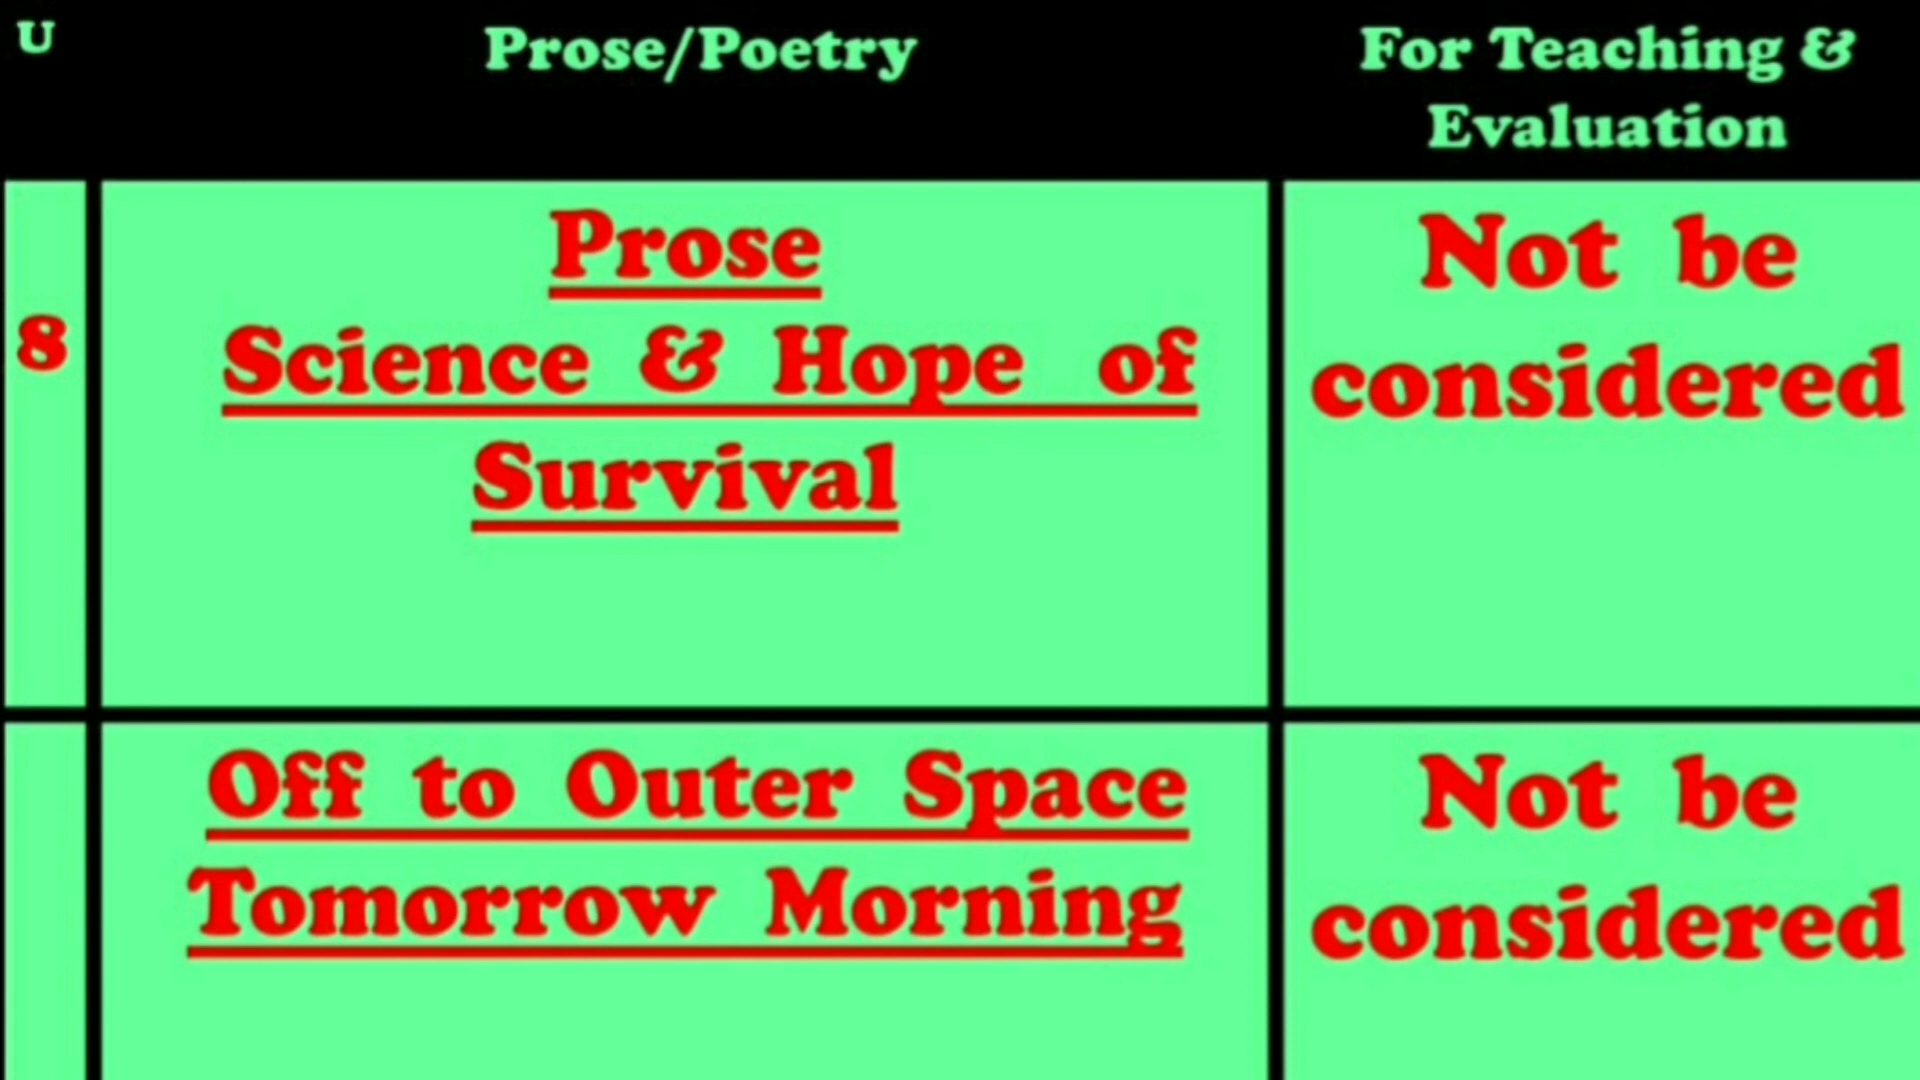 U Prose/Poetry For Teaching &
Evaluation
8
Prose
Science & Hope of
Survival
Not be
considered
Off to Outer Space
Tomorrow Morning
Not be
considered